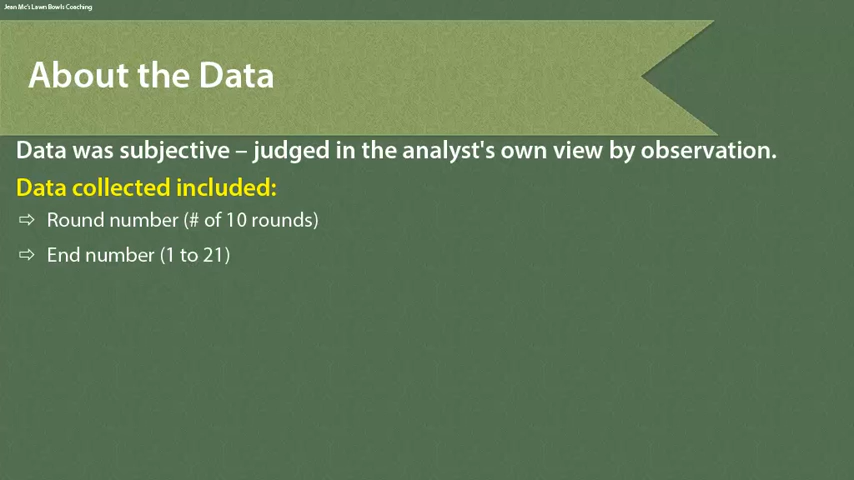 Jean Mc's Lawn Bowls Coaching
About the Data
Data was subjective – judged in the analyst's own view by observation.
Data collected included:
⇨ Round number (# of 10 rounds)
⇨ End number (1 to 21)